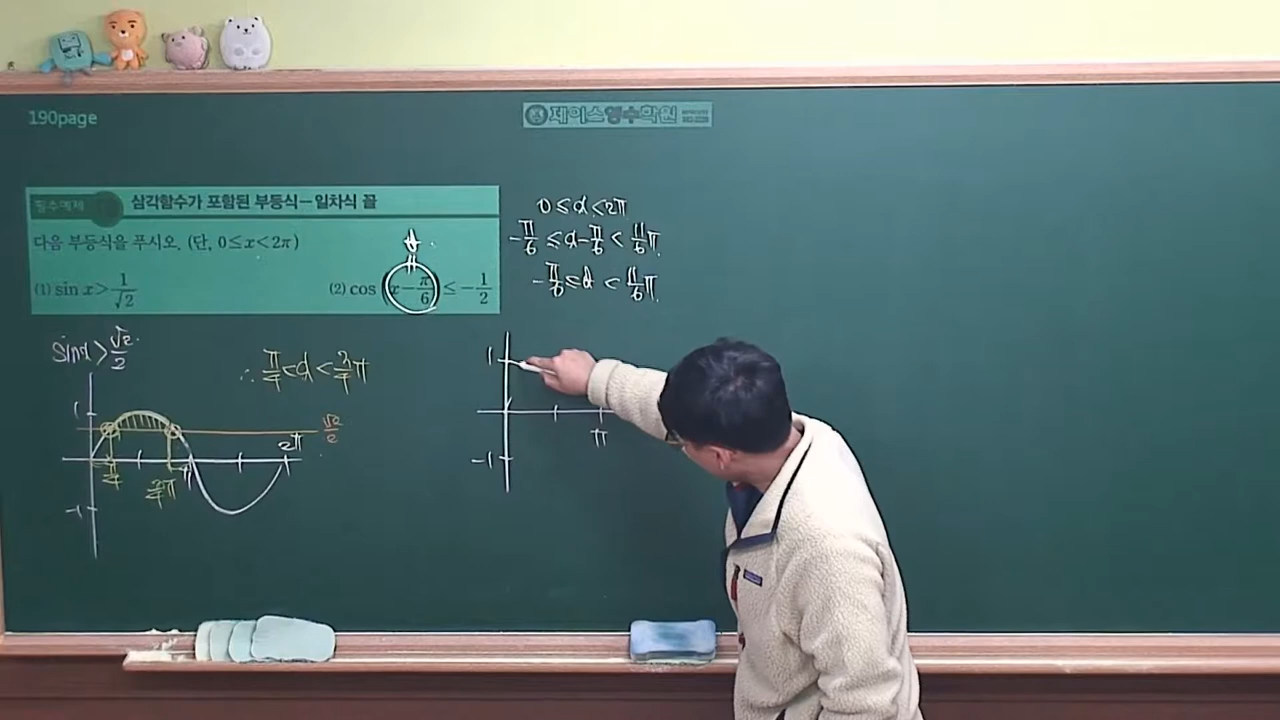 190page
제이스영수학원
필수예제
삼각함수가 포함된 부등식-일차식 꼴
다음 부등식을 푸시오. (단, 0≤x<2π)
(1) sin x > 1/√2
(2) cos (x-π/6) ≤ -1/2
0≤x<2π
-π/6 ≤ x-π/6 < 11/6π
-π/6 ≤ t < 11/6π
sin x > √2/2
∴ π/4 < x < 3/4π
1
√2/2
2π
π/4
3/4π
π
-1
1
π
-1